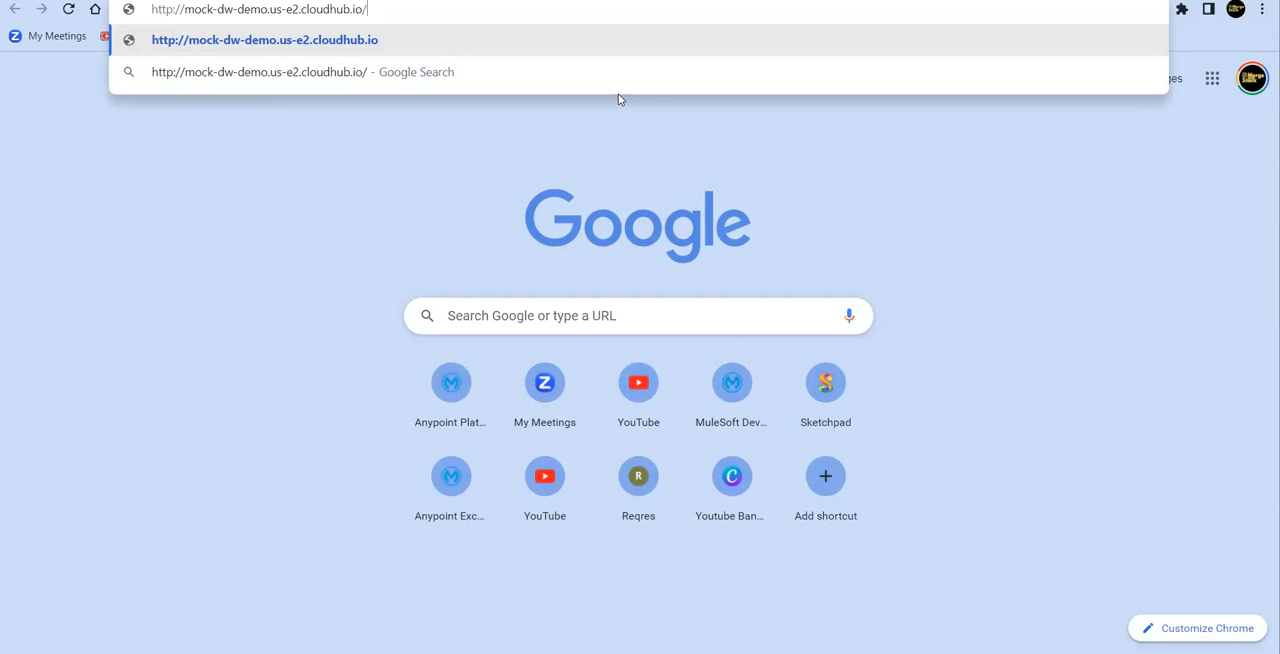 http://mock-dw-demo.us-e2.cloudhub.io/
My Meetings
http://mock-dw-demo.us-e2.cloudhub.io
http://mock-dw-demo.us-e2.cloudhub.io/ - Google Search
Google
Search Google or type a URL
Anypoint Plat...
My Meetings
YouTube
MuleSoft Dev...
Sketchpad
R
Anypoint Exc...
YouTube
Reqres
Youtube Ban...
Add shortcut
Customize Chrome